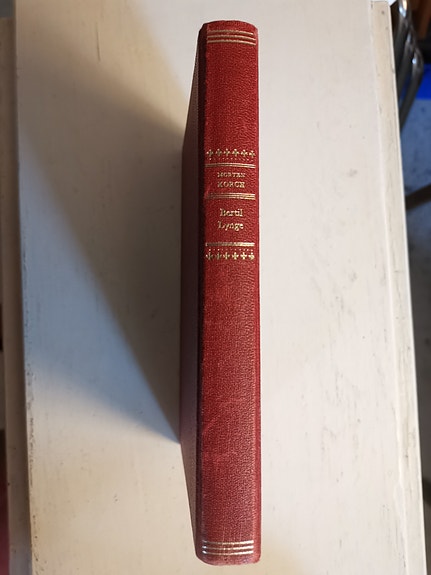 MORTEN
KORCH
Bertil
Lynge